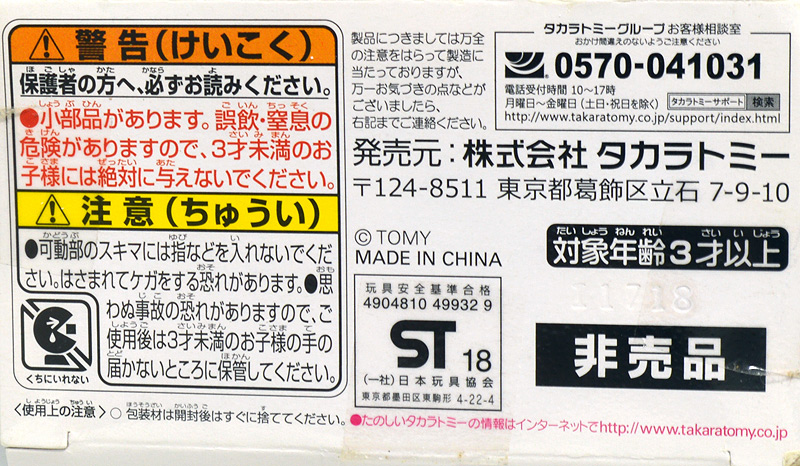 ⚠警告(けいこく)
保護者の方へ、必ずお読みください。
●小部品があります。誤飲・窒息の
危険がありますので、3才未満のお
子様には絶対に与えないでください。
⚠注意(ちゅうい)
●可動部のスキマには指などを入れないでくだ
さい。はさまれてケガをする恐れがあります。●思
わぬ事故の恐れがありますので、ご
使用後は3才未満のお子様の手の
届かないところに保管してください。
くちにいれない
〈使用上の注意〉○包装材は開封後はすぐに捨ててください。
製品につきましては万全
の注意をはらって製造に
当たっておりますが、
万一お気づきの点などが
ございましたら、
右記までご連絡ください。
タカラトミーグループ お客様相談室
おかけ間違えのないようご注意ください
0570-041031
電話受付時間 10〜17時
月曜日〜金曜日(土日・祝日を除く) タカラトミーサポート 検索
http://www.takaratomy.co.jp/support/index.html
発売元:株式会社 タカラトミー
〒124-8511 東京都葛飾区立石 7-9-10
© TOMY
MADE IN CHINA
たいしょうねんれい さいいじょう
対象年齢3才以上
11718
玩具安全基準合格
4904810 49932 9
ST 18
(一社)日本玩具協会
東京都墨田区東駒形 4-22-4
非売品
●たのしいタカラトミーの情報はインターネットでhttp://www.takaratomy.co.jp